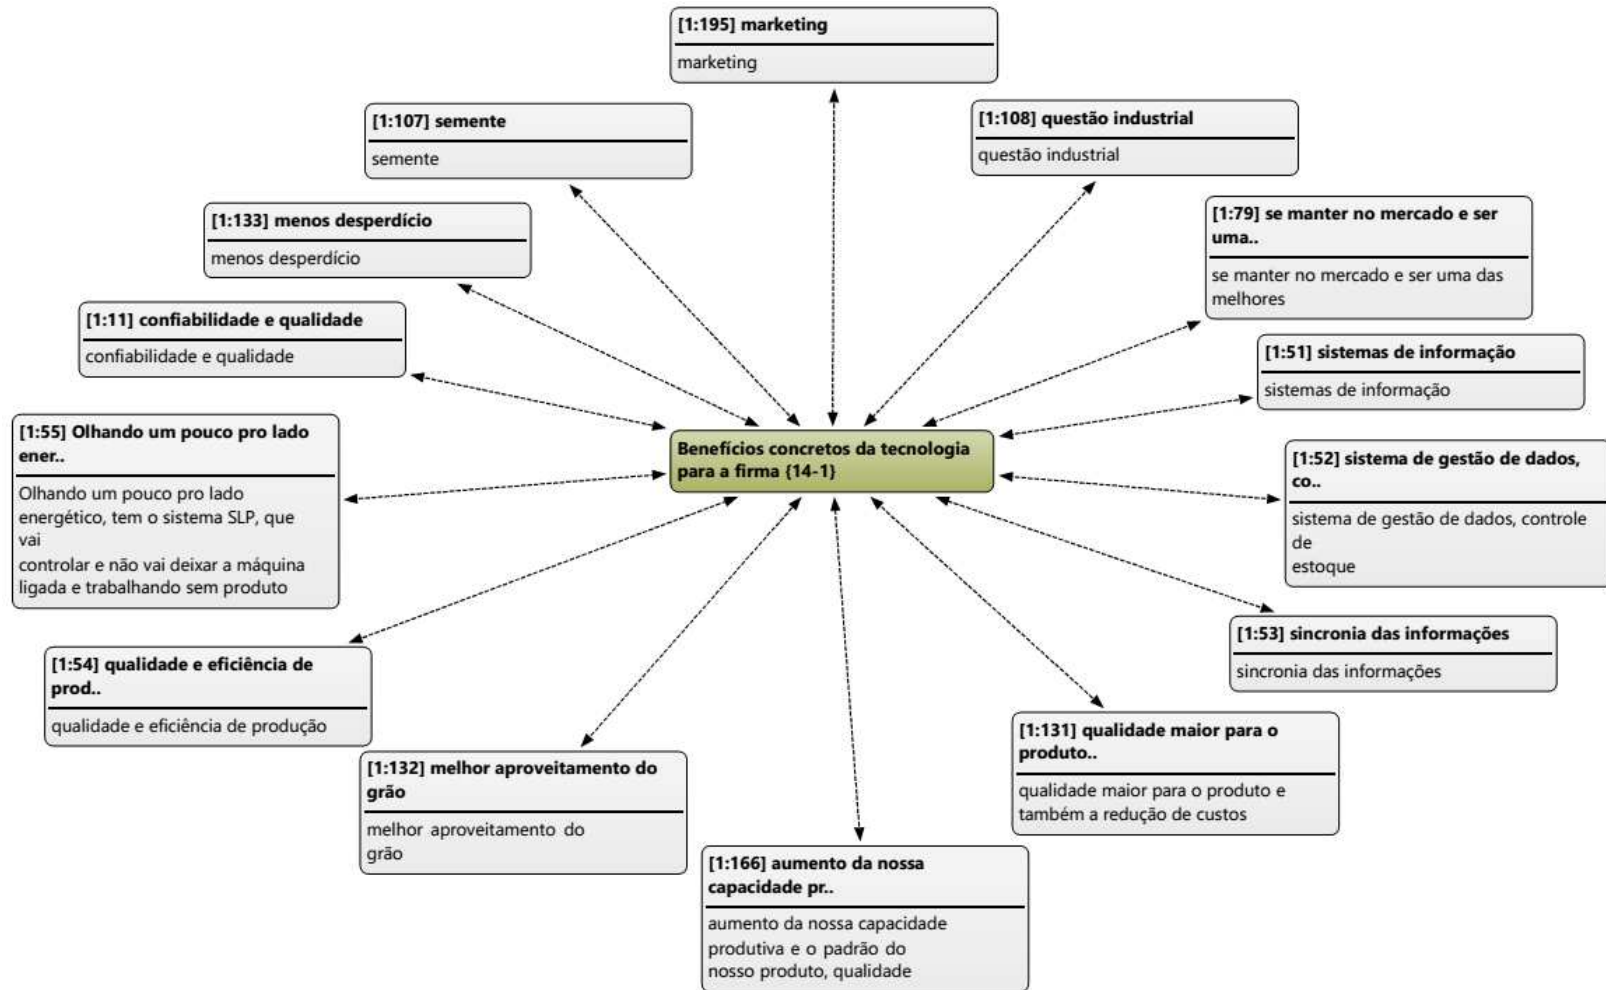 [1:195] marketing
marketing
[1:107] semente
semente
[1:108] questão industrial
questão industrial
[1:133] menos desperdício
menos desperdício
[1:79] se manter no mercado e ser
uma..
se manter no mercado e ser uma das
melhores
[1:11] confiabilidade e qualidade
confiabilidade e qualidade
[1:51] sistemas de informação
sistemas de informação
[1:55] Olhando um pouco pro lado
ener..
Olhando um pouco pro lado
energético, tem o sistema SLP, que
vai
controlar e não vai deixar a máquina
ligada e trabalhando sem produto
Benefícios concretos da tecnologia
para a firma {14-1}
[1:52] sistema de gestão de dados,
co..
sistema de gestão de dados, controle
de
estoque
[1:53] sincronia das informações
sincronia das informações
[1:54] qualidade e eficiência de
prod..
qualidade e eficiência de produção
[1:131] qualidade maior para o
produto..
qualidade maior para o produto e
também a redução de custos
[1:132] melhor aproveitamento do
grão
melhor aproveitamento do
grão
[1:166] aumento da nossa
capacidade pr..
aumento da nossa capacidade
produtiva e o padrão do
nosso produto, qualidade